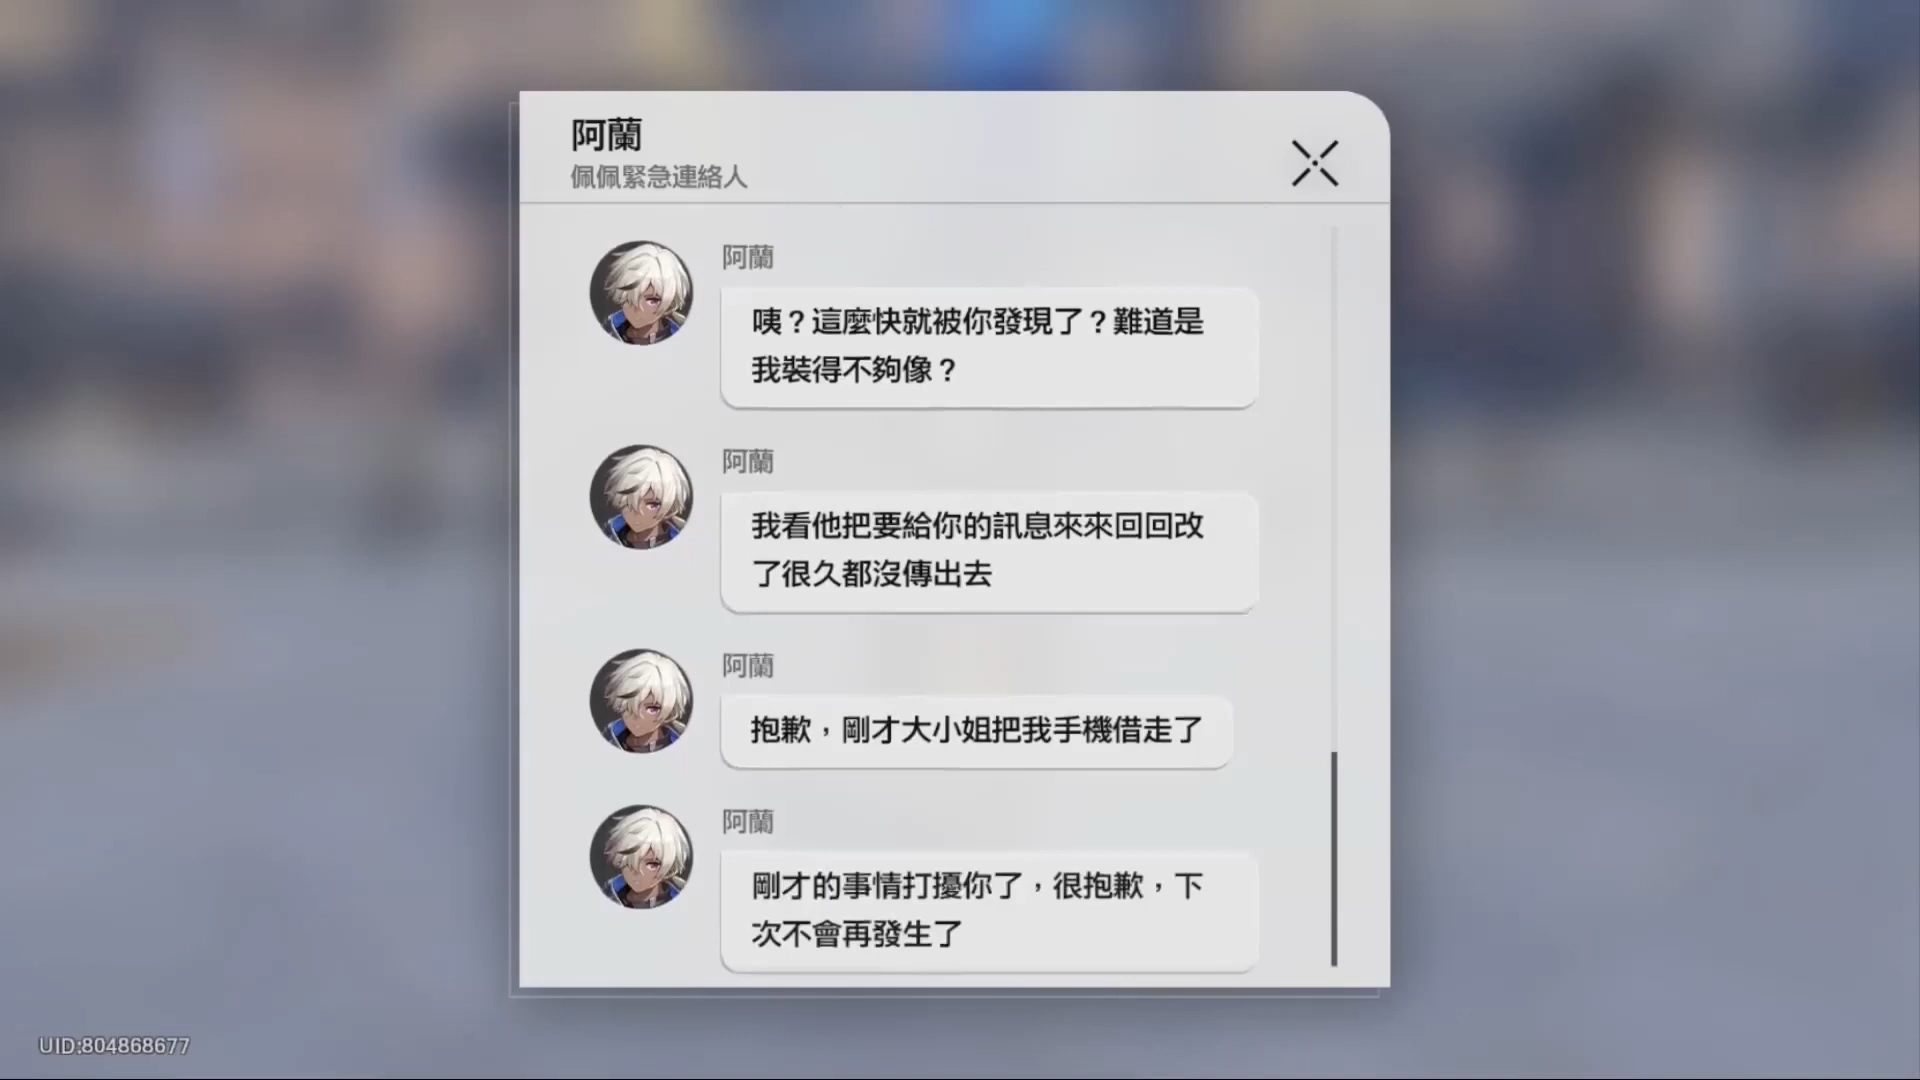 阿蘭
佩佩緊急連絡人
阿蘭
咦？這麼快就被你發現了？難道是
我裝得不夠像？
阿蘭
我看他把要給你的訊息來來回回改
了很久都沒傳出去
阿蘭
抱歉，剛才大小姐把我手機借走了
阿蘭
剛才的事情打擾你了，很抱歉，下
次不會再發生了
UID:804868677